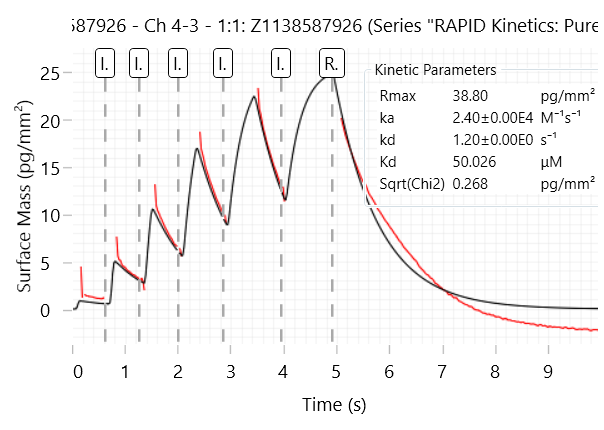 587926 - Ch 4-3 - 1:1: Z1138587926 (Series "RAPID Kinetics: Pure
I. I. I. I. I. R.
Kinetic Parameters
Rmax 38.80 pg/mm²
ka 2.40±0.00E4 M⁻¹s⁻¹
kd 1.20±0.00E0 s⁻¹
Kd 50.026 µM
Sqrt(Chi2) 0.268 pg/mm²
Surface Mass (pg/mm²)
25
20
15
10
5
0
0 1 2 3 4 5 6 7 8 9
Time (s)